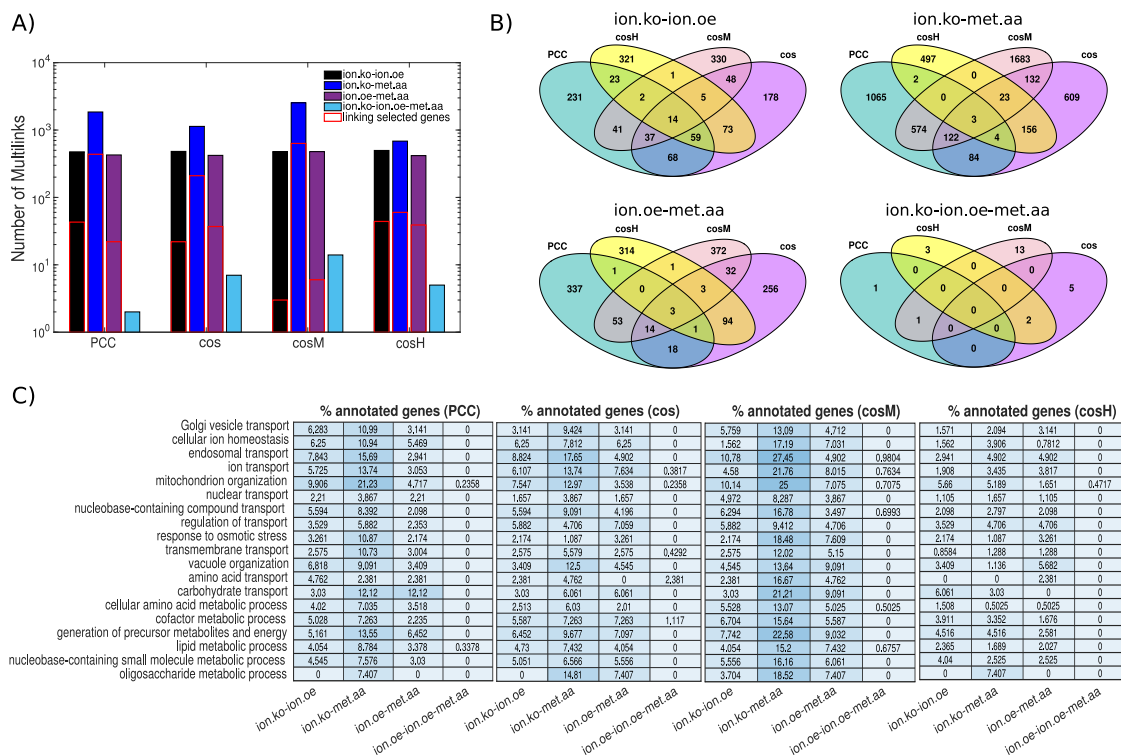 A)
10^4
10^3
10^2
10^1
10^0
Number of Multilinks
ion.ko-ion.oe
ion.ko-met.aa
ion.oe-met.aa
ion.ko-ion.oe-met.aa
linking selected genes
PCC cos cosM cosH
B)
ion.ko-ion.oe
PCC cosH cosM cos
321 330
23 1 48
231 2 5 178
14
41 37 59 73
68
ion.ko-met.aa
PCC cosH cosM cos
497 1683
2 0 132
1065 0 23 609
3
574 122 4 156
84
ion.oe-met.aa
PCC cosH cosM cos
314 372
1 1 32
337 0 3 256
3
53 14 1 94
18
ion.ko-ion.oe-met.aa
PCC cosH cosM cos
3 13
0 0 0
1 0 0 5
0
1 0 0 2
0
C)
% annotated genes (PCC) % annotated genes (cos) % annotated genes (cosM) % annotated genes (cosH)
Golgi vesicle transport 6,283 10,99 3,141 0 3.141 9,424 3.141 0 5,759 13,09 4,712 0 1.571 2.094 3.141 0
cellular ion homeostasis 6.25 10.94 5.469 0 6.25 7,812 6.25 0 1.562 17.19 7.031 0 1,562 3,906 0.7812 0
endosomal transport 7,843 15,69 2,941 0 8,824 17.65 4,902 0 10,78 27,45 4,902 0,9804 2,941 4,902 4,902 0
ion transport 5.725 13.74 3.053 0 6,107 13,74 7,634 0,3817 4.58 21.76 8.015 0.7634 1.908 3.435 3.817 0
mitochondrion organization 9,906 21,23 4,717 0,2358 7,547 12.97 3,538 0.2358 10.14 25 7,075 0.7075 5.66 5.189 1.651 0.4717
nuclear transport 2,21 3,867 2,21 0 1.657 3,867 1.657 0 4,972 8,287 3,867 0 1.105 1.657 1.105 0
nucleobase-containing compound transport 5.594 8.392 2.098 0 5.594 9.091 4.196 0 6.294 16.78 3.497 0.6993 2.098 2.797 2.098 0
regulation of transport 3,529 5,882 2,353 0 5,882 4,706 7,059 0 5,882 9,412 4,706 0 3,529 4,706 4,706 0
response to osmotic stress 3.261 10.87 2.174 0 2.174 1.087 3.261 0 2.174 18.48 7.609 0 2.174 1.087 3.261 0
transmembrane transport 2.575 10.73 3.004 0 2.575 5,579 2,575 0,4292 2.575 12.02 5.15 0 0.8584 1.288 1.288 0
vacuole organization 6,818 9,091 3,409 0 3,409 12.5 4,545 0 4,545 13,64 9,091 0 3,409 1.136 5,682 0
amino acid transport 4.762 2.381 2.381 0 2.381 4,762 0 2.381 2.381 16.67 4.762 0 0 0 2.381 0
carbohydrate transport 3.03 12,12 12,12 0 3.03 6.061 6.061 0 3.03 21,21 9,091 0 6.061 3.03 0 0
cellular amino acid metabolic process 4.02 7.035 3.518 0 2.513 6.03 2.01 0 5.528 13.07 5.025 0.5025 1.508 0.5025 0.5025 0
cofactor metabolic process 5,028 7,263 2,235 0 5,587 7,263 7,263 1,117 6,704 15,64 5,587 0 3,911 3,352 1.676 0
generation of precursor metabolites and energy 5,161 13.55 6,452 0 6,452 9,677 7,097 0 7,742 22,58 9,032 0 4,516 4,516 2.581 0
lipid metabolic process 4.054 8,784 3.378 0.3378 4.73 7.432 4.054 0 4.054 15.2 7.432 0.6757 2.365 1.689 2.027 0
nucleobase-containing small molecule metabolic process 4,545 7,576 3.03 0 5,051 6,566 5,556 0 5,556 16,16 6,061 0 4,04 2,525 2,525 0
oligosaccharide metabolic process 0 7.407 0 0 0 14,81 7,407 0 3.704 18.52 7.407 0 0 7.407 0 0
ion.ko-ion.oe ion.ko-met.aa ion.oe-met.aa ion.oe-ion.oe-met.aa ion.ko-ion.oe ion.ko-met.aa ion.oe-met.aa ion.oe-ion.oe-met.aa ion.ko-ion.oe ion.ko-met.aa ion.oe-met.aa ion.oe-ion.oe-met.aa ion.ko-ion.oe ion.ko-met.aa ion.oe-met.aa ion.oe-ion.oe-met.aa